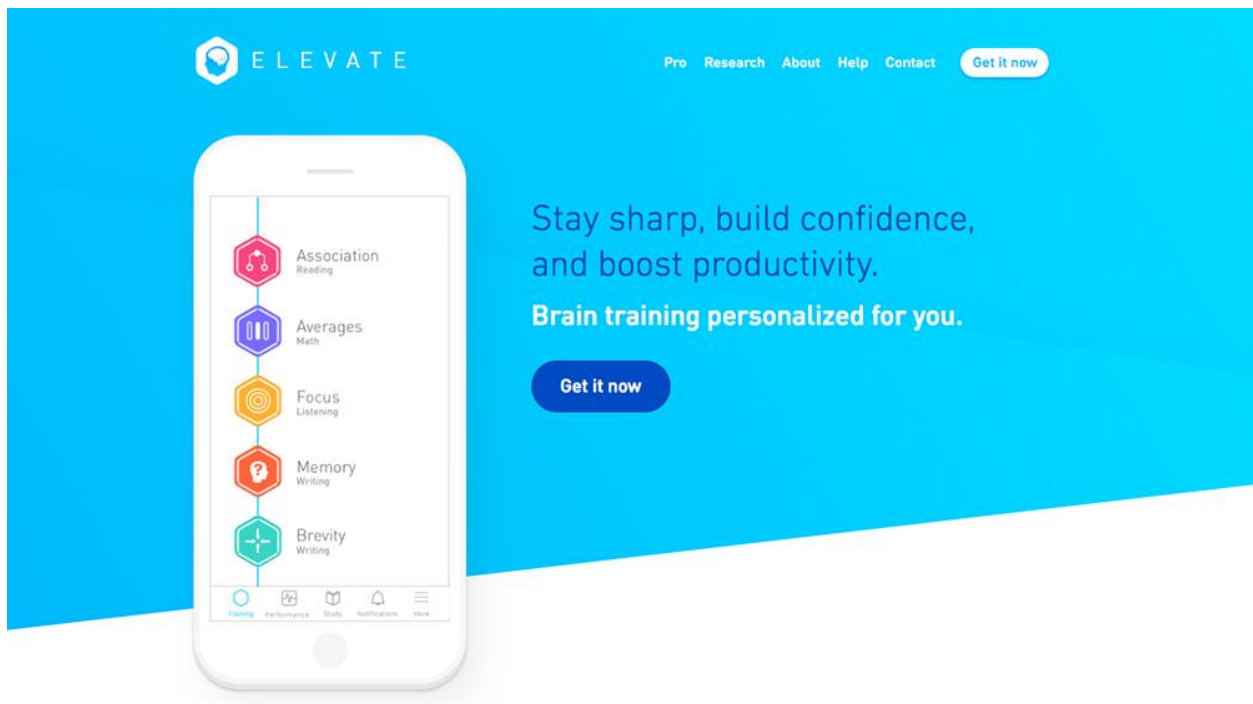 ELEVATE
Pro Research About Help Contact Get it now
Stay sharp, build confidence,
and boost productivity.
Brain training personalized for you.
Get it now
Association
Reading
Averages
Math
Focus
Listening
Memory
Writing
Brevity
Writing
Training Performance Study Notifications More